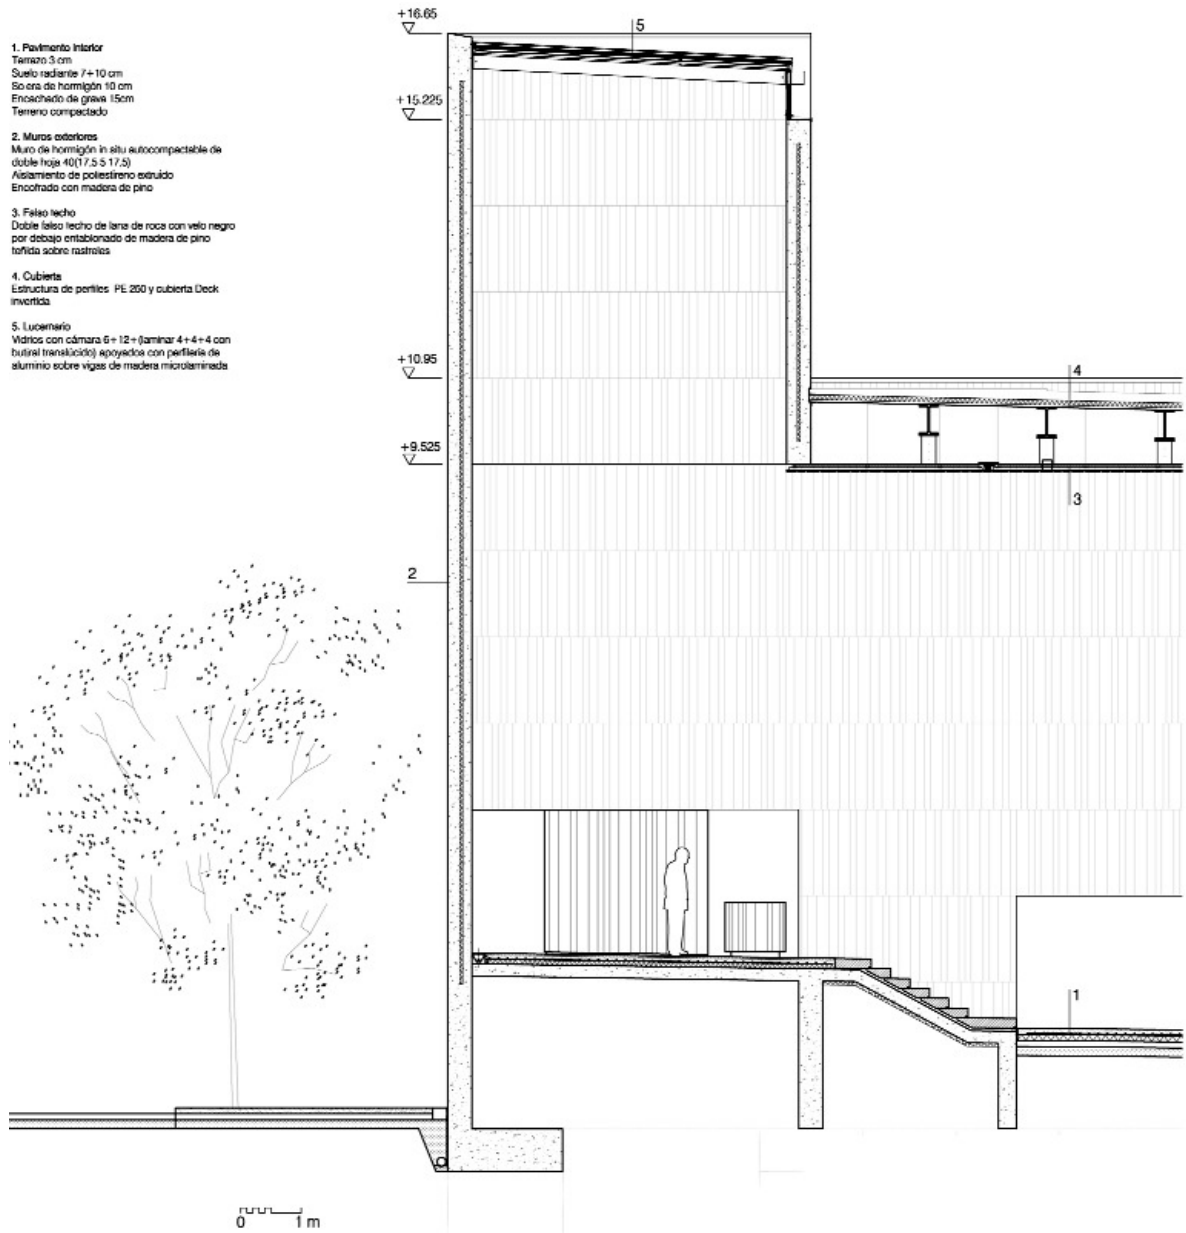 1. Pavimento interior
Terrazo 3 cm
Suelo radiante 7+10 cm
Solera de hormigón 10 cm
Encachado de grava 15cm
Terreno compactado
2. Muros exteriores
Muro de hormigón in situ autocompactable de
doble hoja 40(17,5 5 17,5)
Aislamiento de poliestireno extruido
Encofrado con madera de pino
3. Falso techo
Doble falso techo de lana de roca con velo negro
por debajo entablonado de madera de pino
teñida sobre rastreles
4. Cubierta
Estructura de perfiles PE 260 y cubierta Deck
invertida
5. Lucernario
Vidrios con cámara 6+12+(laminar 4+4+4 con
butiral translúcido) apoyados con perfilería de
aluminio sobre vigas de madera microlaminada
+16.65
5
+15.225
+10.95
4
+9.525
3
2
1
0 1 m